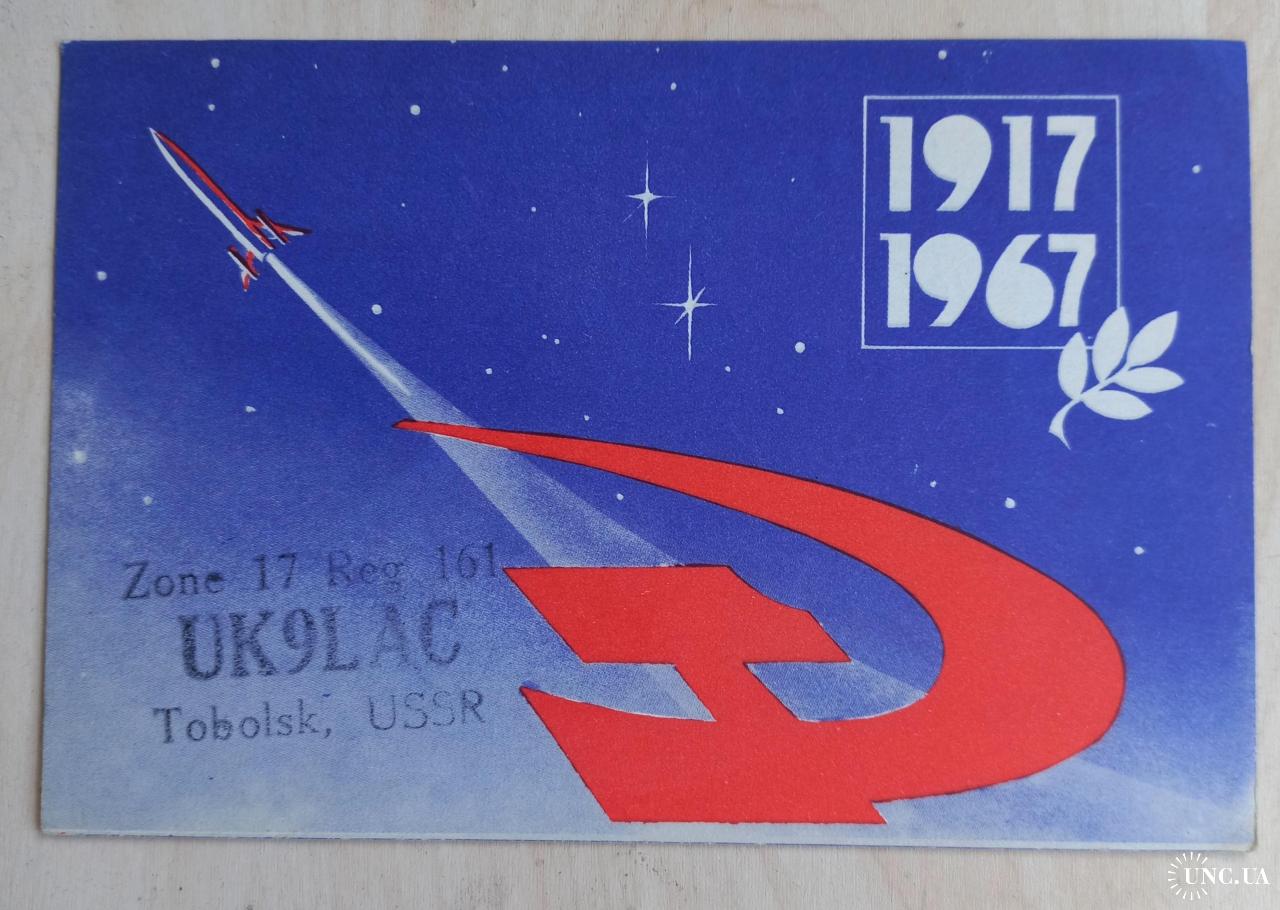 1917
1967
Zone 17 Reg 161
UK9LAC
Tobolsk, USSR
UNC.UA